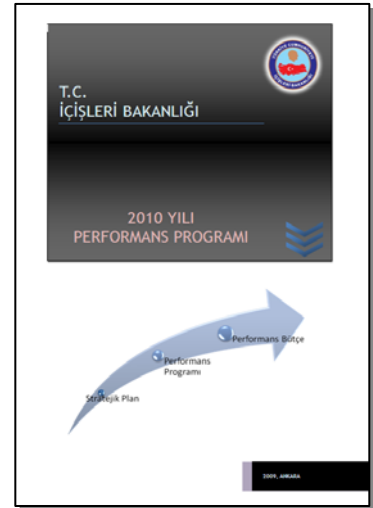 T.C.
İÇİŞLERİ BAKANLIĞI
2010 YILI
PERFORMANS PROGRAMI
Performans Bütçe
Performans
Programı
Stratejik Plan
2009, ANKARA